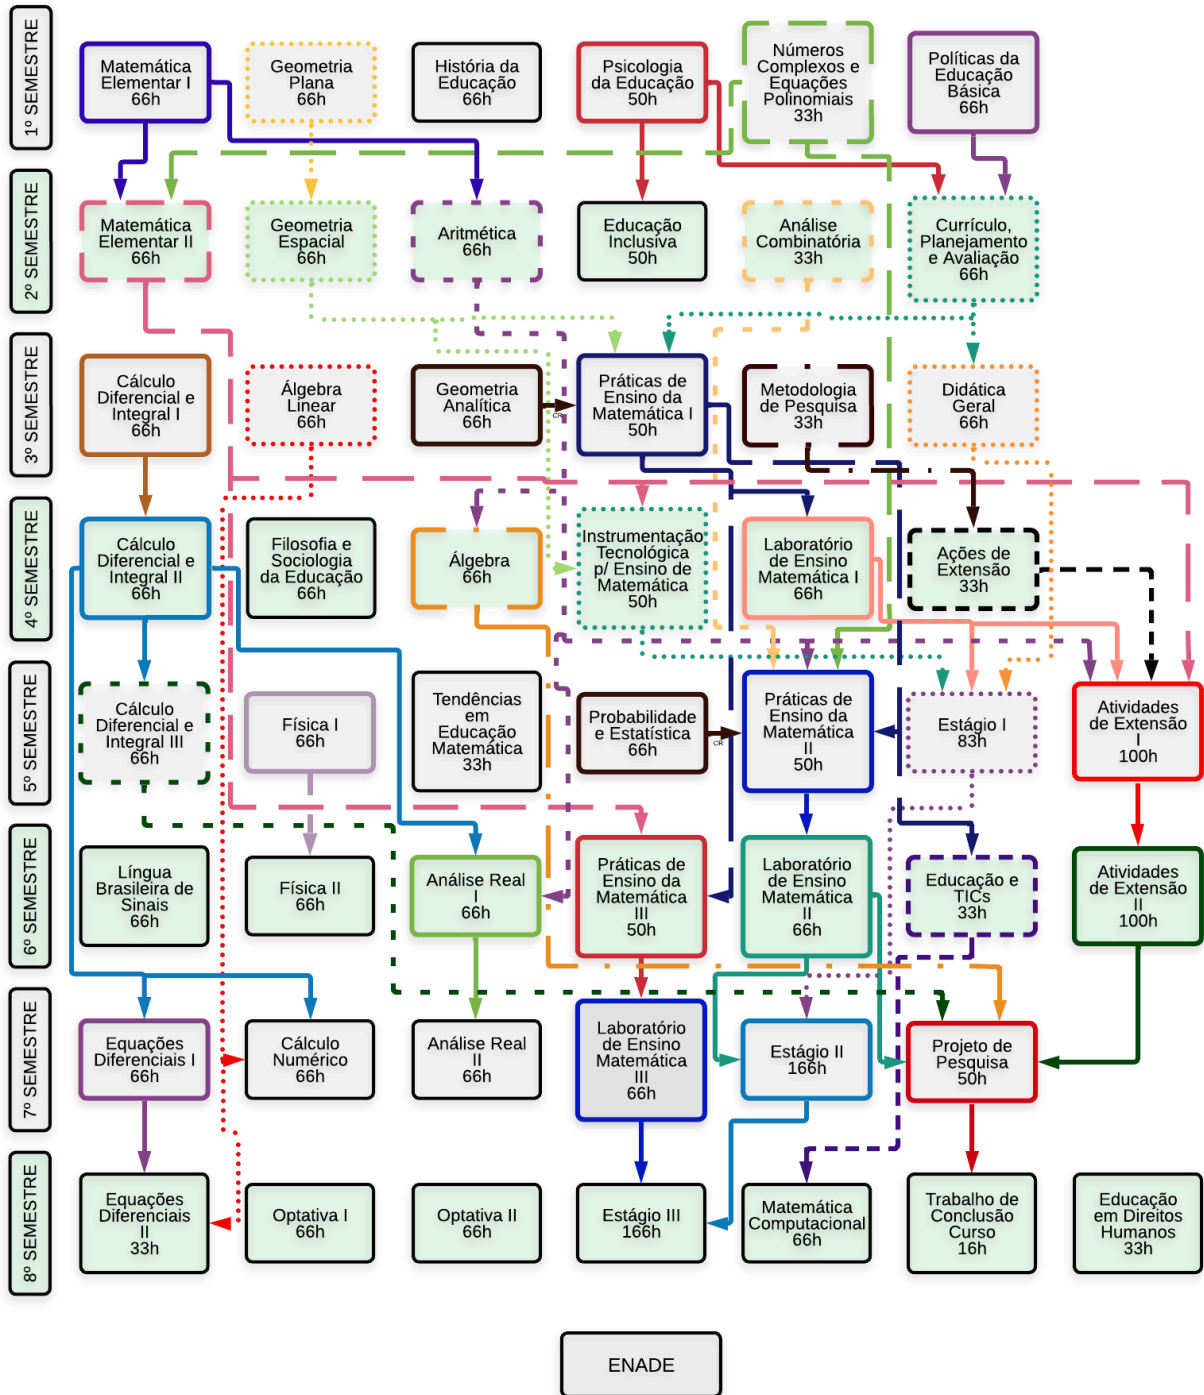 1º SEMESTRE
Matemática
Elementar I
66h
Geometria
Plana
66h
História da
Educação
66h
Psicologia
da Educação
50h
Números
Complexos e
Equações
Polinomiais
33h
Políticas da
Educação
Básica
66h
2º SEMESTRE
Matemática
Elementar II
66h
Geometria
Espacial
66h
Aritmética
66h
Educação
Inclusiva
50h
Análise
Combinatória
33h
Currículo,
Planejamento
e Avaliação
66h
3º SEMESTRE
Cálculo
Diferencial e
Integral I
66h
Álgebra
Linear
66h
Geometria
Analítica
66h
CR
Práticas de
Ensino da
Matemática I
50h
Metodologia
de Pesquisa
33h
Didática
Geral
66h
4º SEMESTRE
Cálculo
Diferencial e
Integral II
66h
Filosofia e
Sociologia
da Educação
66h
Álgebra
66h
Instrumentação
Tecnológica
p/ Ensino de
Matemática
50h
Laboratório
de Ensino
Matemática I
66h
Ações de
Extensão
33h
5º SEMESTRE
Cálculo
Diferencial e
Integral III
66h
Física I
66h
Tendências
em
Educação
Matemática
33h
Probabilidade
e Estatística
66h
CR
Práticas de
Ensino da
Matemática
II
50h
Estágio I
83h
Atividades
de Extensão
I
100h
6º SEMESTRE
Língua
Brasileira de
Sinais
66h
Física II
66h
Análise Real
I
66h
Práticas de
Ensino da
Matemática
III
50h
Laboratório
de Ensino
Matemática
II
66h
Educação e
TICs
33h
Atividades
de Extensão
II
100h
7º SEMESTRE
Equações
Diferenciais I
66h
Cálculo
Numérico
66h
Análise Real
II
66h
Laboratório
de Ensino
Matemática
III
66h
Estágio II
166h
Projeto de
Pesquisa
50h
8º SEMESTRE
Equações
Diferenciais
II
33h
Optativa I
66h
Optativa II
66h
Estágio III
166h
Matemática
Computacional
66h
Trabalho de
Conclusão
Curso
16h
Educação
em Direitos
Humanos
33h
ENADE